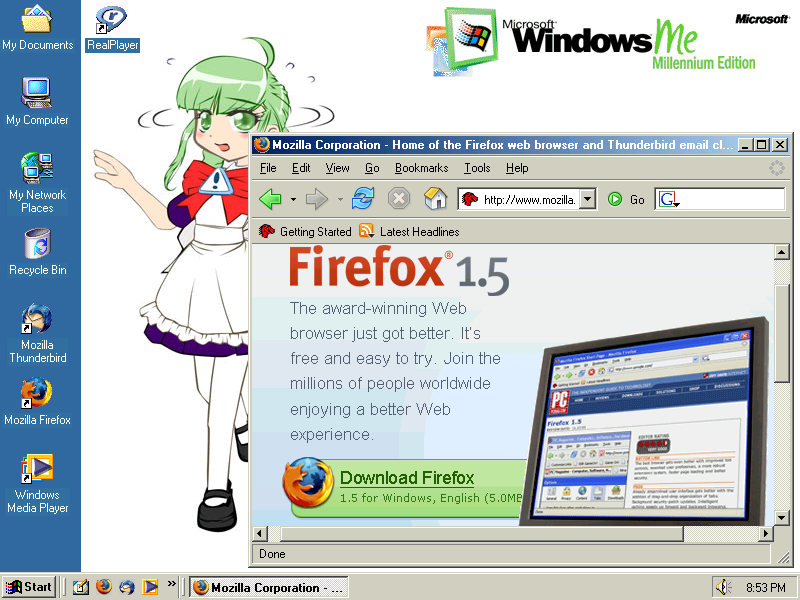 My Documents
RealPlayer
My Computer
My Network
Places
Recycle Bin
Mozilla
Thunderbird
Mozilla Firefox
Windows
Media Player
Microsoft
Windows Me
Millennium Edition
Microsoft
Mozilla Corporation - Home of the Firefox web browser and Thunderbird email cl...
File Edit View Go Bookmarks Tools Help
http://www.mozilla. Go G
Getting Started Latest Headlines
Firefox® 1.5
The award-winning Web
browser just got better. It's
free and easy to try. Join the
millions of people worldwide
enjoying a better Web
experience.
Download Firefox
1.5 for Windows, English (5.0MB
PC
Firefox 1.5
EDITOR RATING
Done
Start Mozilla Corporation - ... 8:53 PM